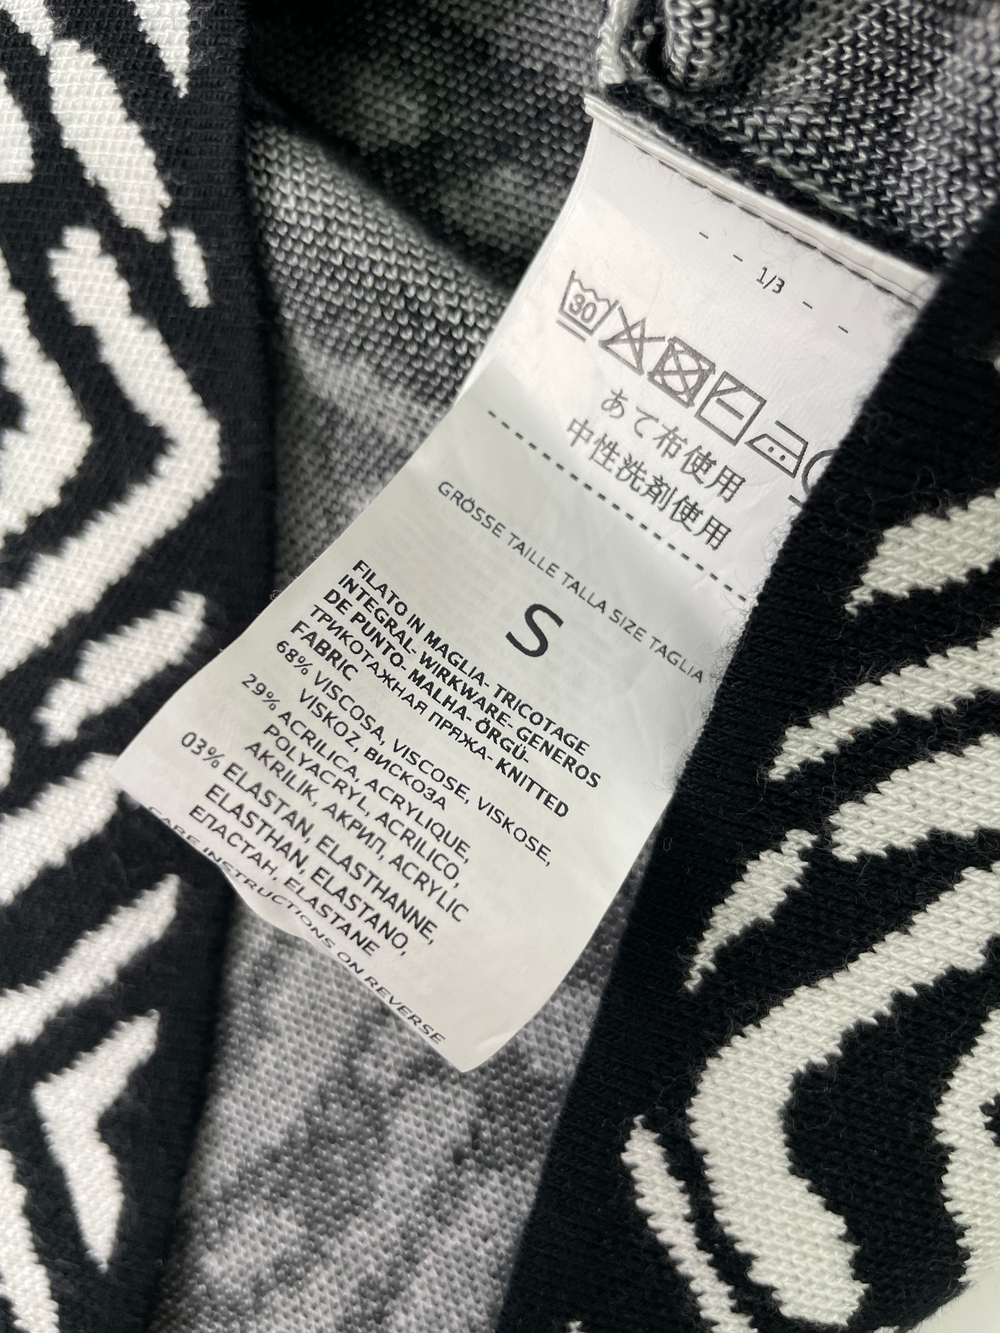 - - 1/3 - -
30
あて布使用
中性洗剤使用
GRÖSSE TAILLE TALLA SIZE TAGLIA
S
FILATO IN MAGLIA- TRICOTAGE
INTEGRAL- WIRKWARE- GENEROS
DE PUNTO- MALHA- ÖRGÜ-
ТРИКОТАЖНАЯ ПРЯЖА- KNITTED
FABRIC
68% VISCOSA, VISCOSE, VISKOSE,
VISKOZ, ВИСКОЗА
29% ACRILICA, ACRYLIQUE,
POLYACRYL, ACRILICO,
AKRILIK, АКРИЛ, ACRYLIC
03% ELASTAN, ELASTHANNE,
ELASTHAN, ELASTANO,
ЕПАСТАН, ELASTANE
CARE INSTRUCTIONS ON REVERSE